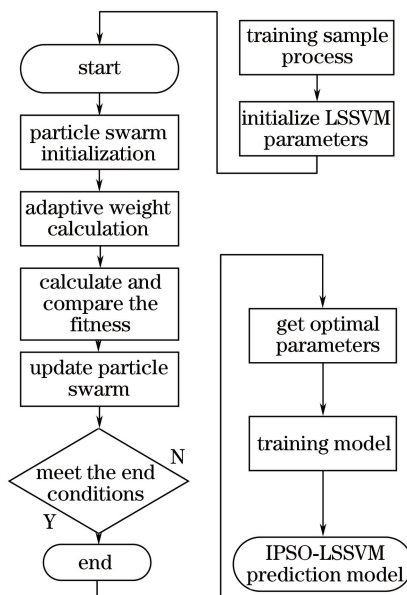 start
particle swarm
initialization
adaptive weight
calculation
calculate and
compare the
fitness
update particle
swarm
meet the end
conditions
N
Y
end
training sample
process
initialize LSSVM
parameters
get optimal
parameters
training model
IPSO-LSSVM
prediction model